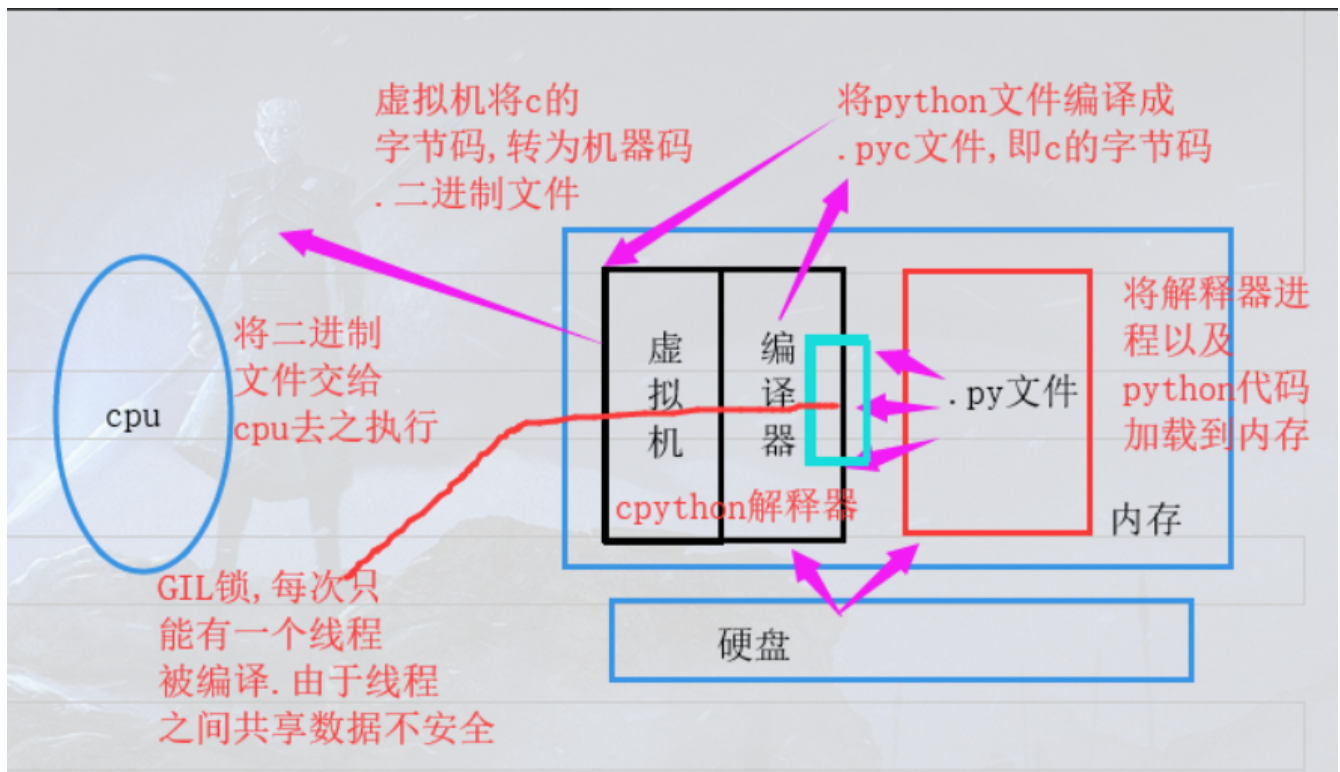 虚拟机将c的
字节码,转为机器码
.二进制文件
将python文件编译成
.pyc文件,即c的字节码
cpu
将二进制
文件交给
cpu去之执行
虚拟机
编译器
cpython解释器
.py文件
将解释器进
程以及
python代码
加载到内存
内存
GIL锁,每次只
能有一个线程
被编译.由于线程
之间共享数据不安全
硬盘